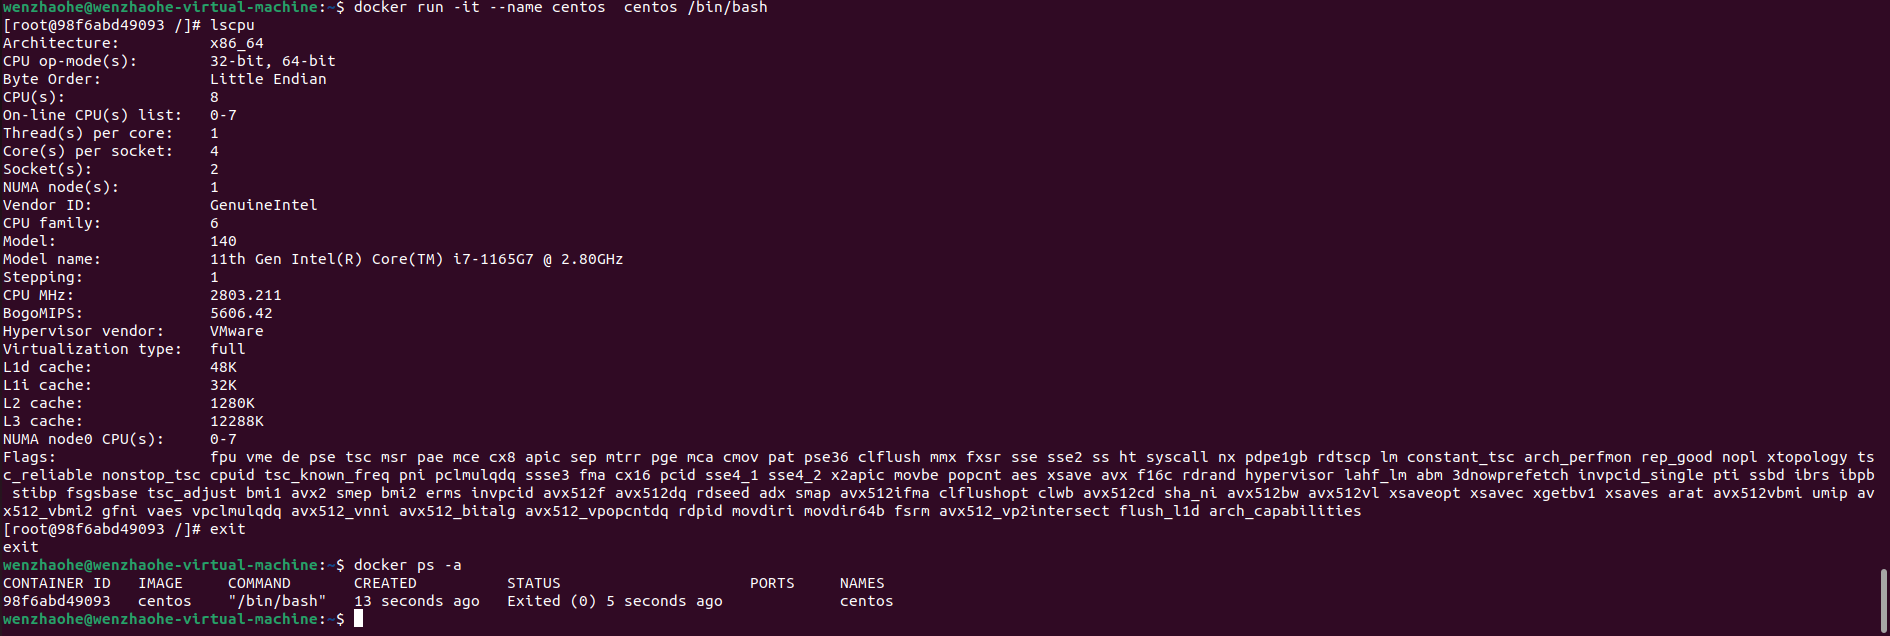 wenzhaohe@wenzhaohe-virtual-machine:~$ docker run -it --name centos  centos /bin/bash
[root@98f6abd49093 /]# lscpu
Architecture:          x86_64
CPU op-mode(s):        32-bit, 64-bit
Byte Order:            Little Endian
CPU(s):                8
On-line CPU(s) list:   0-7
Thread(s) per core:    1
Core(s) per socket:    4
Socket(s):             2
NUMA node(s):          1
Vendor ID:             GenuineIntel
CPU family:            6
Model:                 140
Model name:            11th Gen Intel(R) Core(TM) i7-1165G7 @ 2.80GHz
Stepping:              1
CPU MHz:               2803.211
BogoMIPS:              5606.42
Hypervisor vendor:     VMware
Virtualization type:   full
L1d cache:             48K
L1i cache:             32K
L2 cache:              1280K
L3 cache:              12288K
NUMA node0 CPU(s):     0-7
Flags:                 fpu vme de pse tsc msr pae mce cx8 apic sep mtrr pge mca cmov pat pse36 clflush mmx fxsr sse sse2 ss ht syscall nx pdpe1gb rdtscp lm constant_tsc arch_perfmon rep_good nopl xtopology ts
c_reliable nonstop_tsc cpuid tsc_known_freq pni pclmulqdq ssse3 fma cx16 pcid sse4_1 sse4_2 x2apic movbe popcnt aes xsave avx f16c rdrand hypervisor lahf_lm abm 3dnowprefetch invpcid_single pti ssbd ibrs ibpb
 stibp fsgsbase tsc_adjust bmi1 avx2 smep bmi2 erms invpcid avx512f avx512dq rdseed adx smap avx512ifma clflushopt clwb avx512cd sha_ni avx512bw avx512vl xsaveopt xsavec xgetbv1 xsaves arat avx512vbmi umip av
x512_vbmi2 gfni vaes vpclmulqdq avx512_vnni avx512_bitalg avx512_vpopcntdq rdpid movdiri movdir64b fsrm avx512_vp2intersect flush_l1d arch_capabilities
[root@98f6abd49093 /]# exit
exit
wenzhaohe@wenzhaohe-virtual-machine:~$ docker ps -a
CONTAINER ID   IMAGE     COMMAND       CREATED          STATUS                     PORTS     NAMES
98f6abd49093   centos    "/bin/bash"   13 seconds ago   Exited (0) 5 seconds ago             centos
wenzhaohe@wenzhaohe-virtual-machine:~$